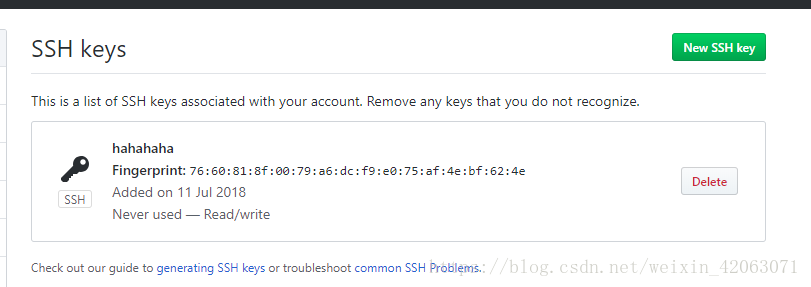 SSH keys
New SSH key
This is a list of SSH keys associated with your account. Remove any keys that you do not recognize.
hahahaha
Fingerprint: 76:60:81:8f:00:79:a6:dc:f9:e0:75:af:4e:bf:62:4e
SSH
Added on 11 Jul 2018
Delete
Never used — Read/write
Check out our guide to generating SSH keys or troubleshoot common SSH Problems.
https://blog.csdn.net/weixin_42063071